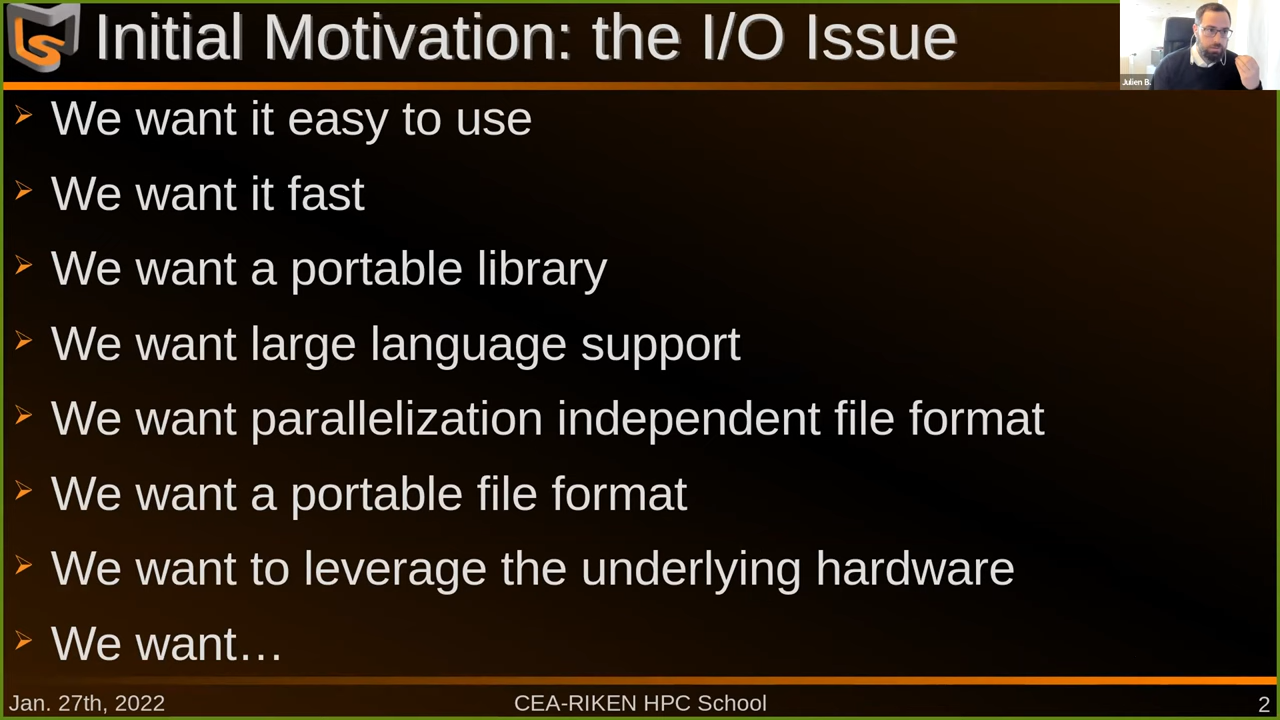 Initial Motivation: the I/O Issue
Julien B.
We want it easy to use
We want it fast
We want a portable library
We want large language support
We want parallelization independent file format
We want a portable file format
We want to leverage the underlying hardware
We want…
Jan. 27th, 2022
CEA-RIKEN HPC School
2